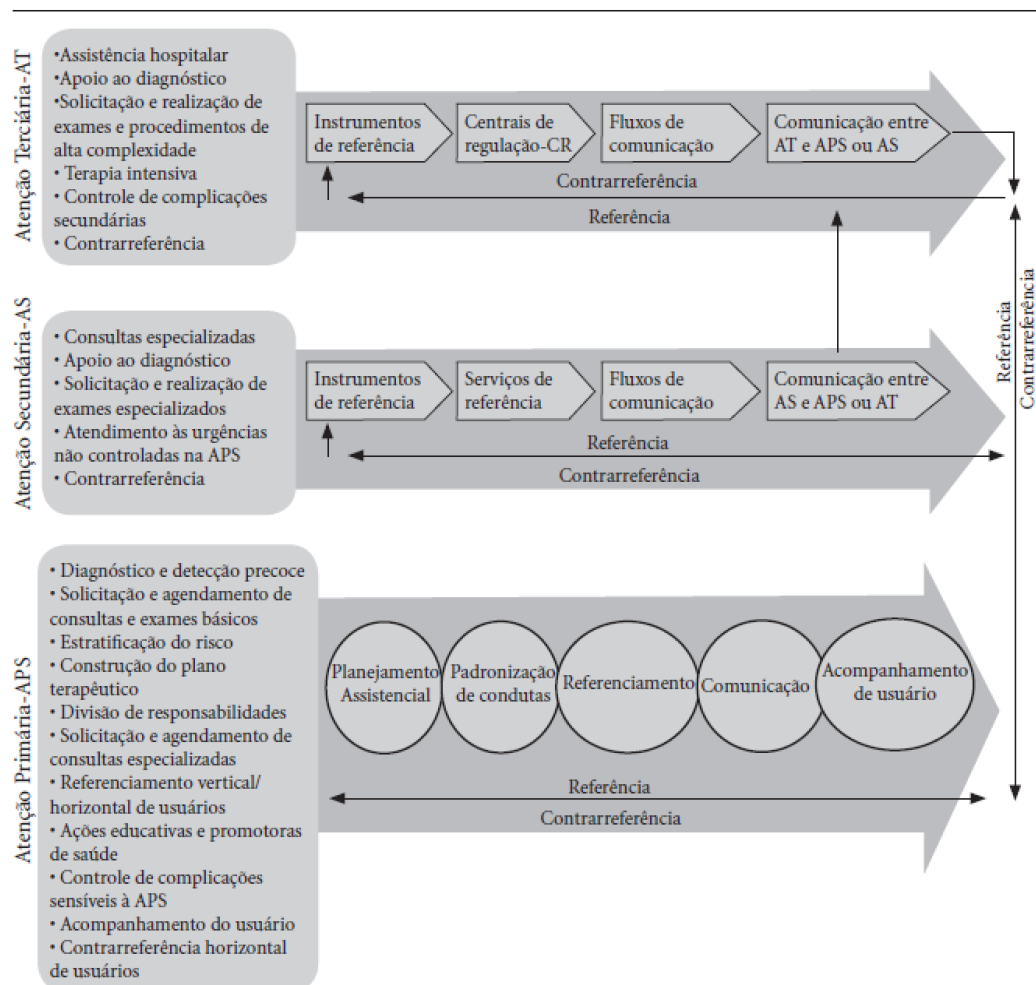 Atenção Terciária-AT
•Assistência hospitalar
•Apoio ao diagnóstico
•Solicitação e realização de
exames e procedimentos de
alta complexidade
• Terapia intensiva
• Controle de complicações
secundárias
• Contrarreferência
Instrumentos
de referência
Centrais de
regulação-CR
Fluxos de
comunicação
Comunicação entre
AT e APS ou AS
Contrarreferência
Referência
Atenção Secundária-AS
• Consultas especializadas
• Apoio ao diagnóstico
• Solicitação e realização de
exames especializados
• Atendimento às urgências
não controladas na APS
• Contrarreferência
Instrumentos
de referência
Serviços de
referência
Fluxos de
comunicação
Comunicação entre
AS e APS ou AT
Referência
Contrarreferência
Referência
Contrarreferência
Atenção Primária-APS
• Diagnóstico e detecção precoce
• Solicitação e agendamento de
consultas e exames básicos
• Estratificação do risco
• Construção do plano
terapêutico
• Divisão de responsabilidades
• Solicitação e agendamento de
consultas especializadas
• Referenciamento vertical/
horizontal de usuários
• Ações educativas e promotoras
de saúde
• Controle de complicações
sensíveis à APS
• Acompanhamento do usuário
• Contrarreferência horizontal
de usuários
Planejamento
Assistencial
Padronização
de condutas
Referenciamento
Comunicação
Acompanhamento
de usuário
Referência
Contrarreferência